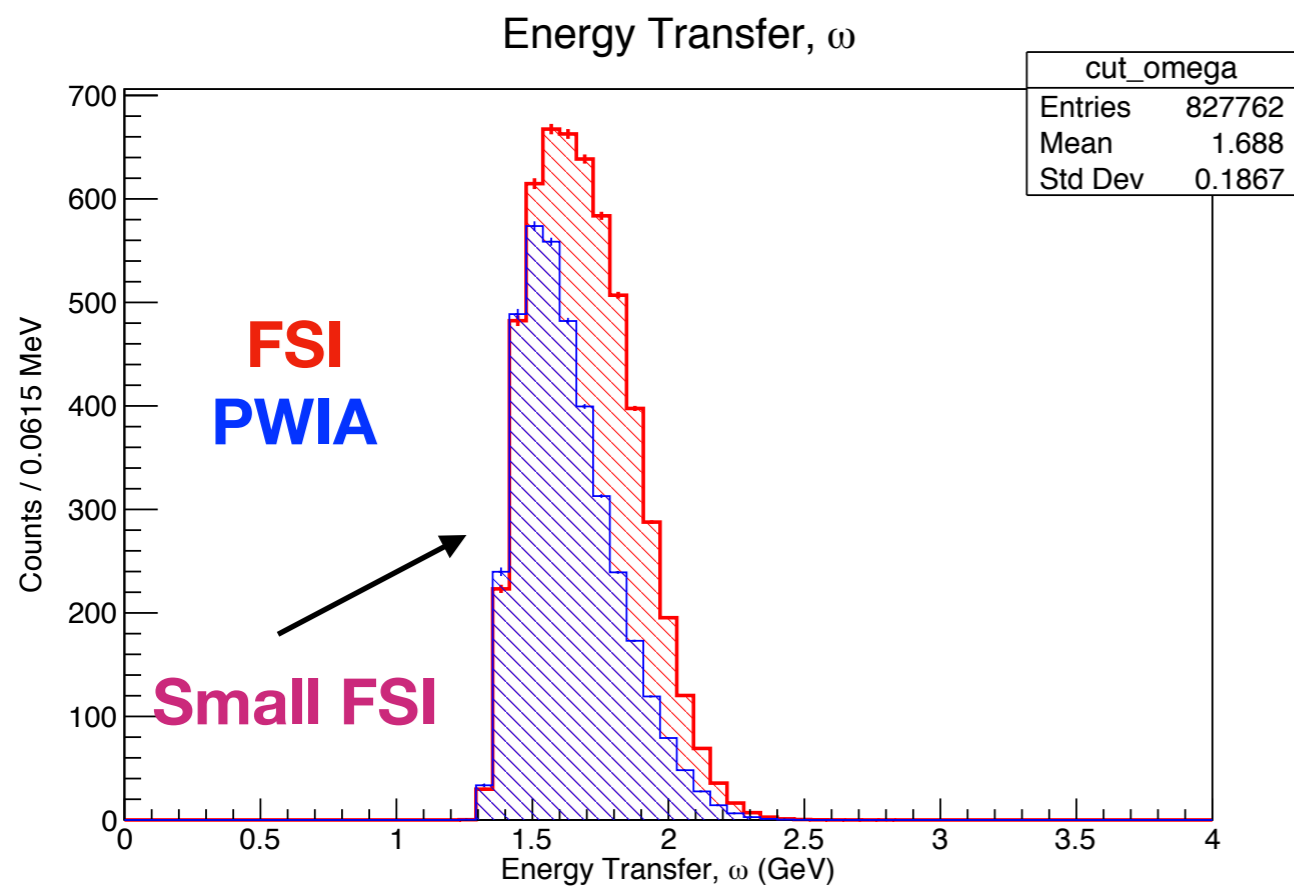 Energy Transfer, ω
cut_omega
Entries 827762
Mean 1.688
Std Dev 0.1867
700
600
500
400
300
200
100
0
Counts / 0.0615 MeV
FSI
PWIA
Small FSI
0 0.5 1 1.5 2 2.5 3 3.5 4
Energy Transfer, ω (GeV)